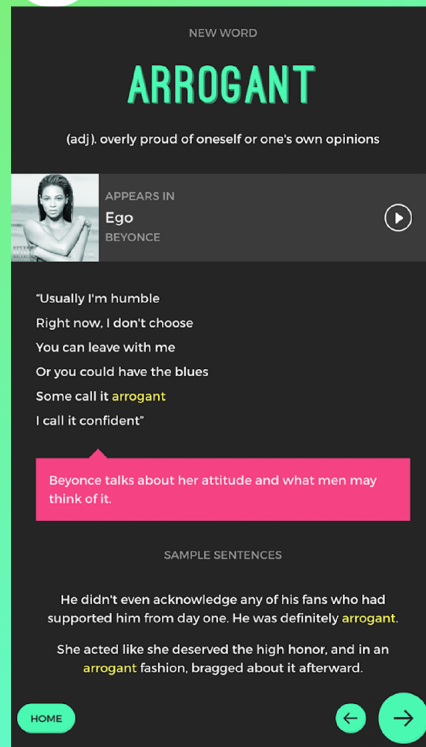 NEW WORD
ARROGANT
(adj). overly proud of oneself or one's own opinions
APPEARS IN
Ego
BEYONCE
“Usually I'm humble
Right now, I don't choose
You can leave with me
Or you could have the blues
Some call it arrogant
I call it confident”
Beyonce talks about her attitude and what men may
think of it.
SAMPLE SENTENCES
He didn't even acknowledge any of his fans who had
supported him from day one. He was definitely arrogant.
She acted like she deserved the high honor, and in an
arrogant fashion, bragged about it afterward.
HOME